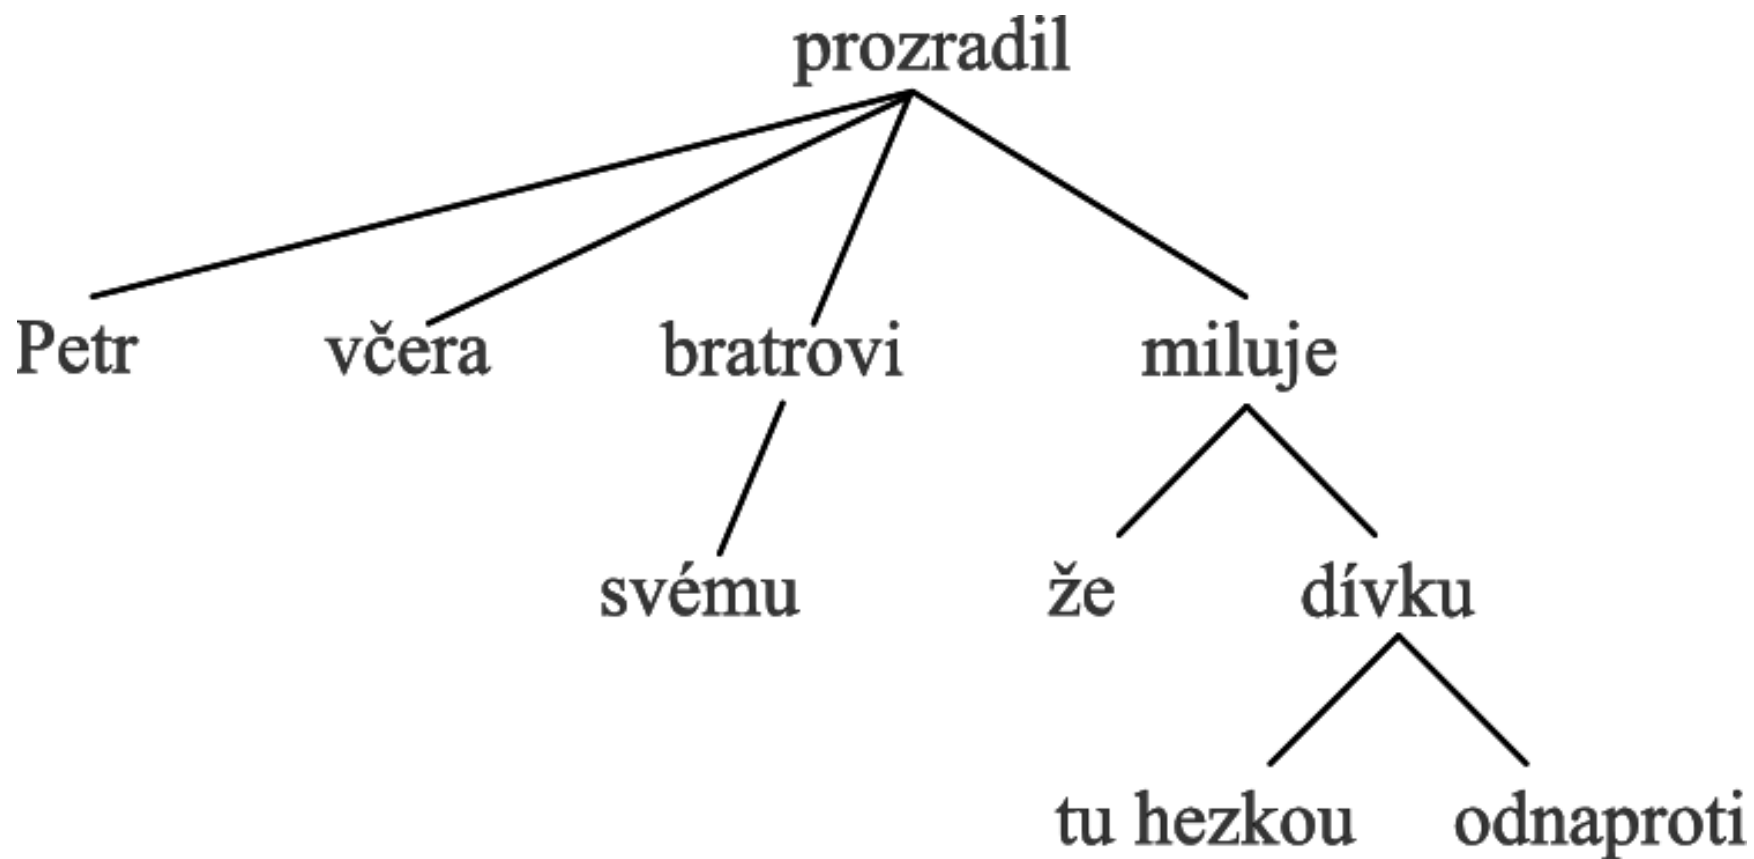 prozradil
Petr včera bratrovi miluje
svému že dívku
tu hezkou odnaproti